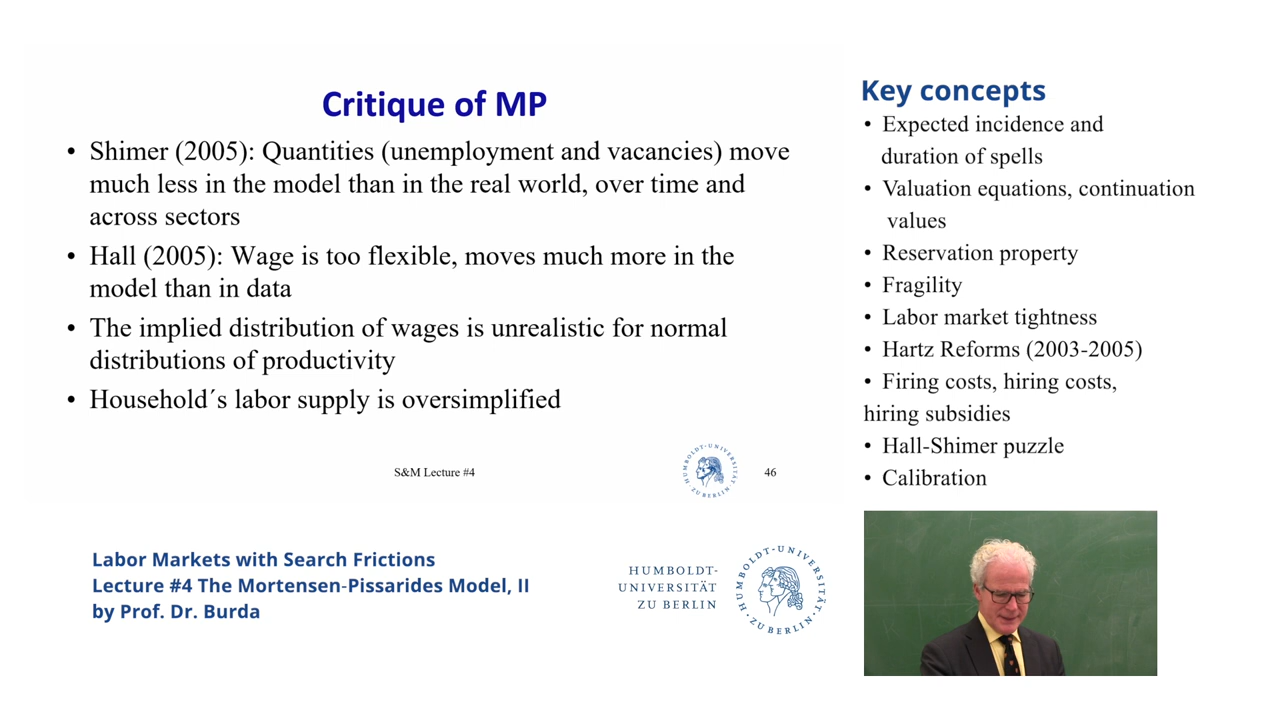 Critique of MP
• Shimer (2005): Quantities (unemployment and vacancies) move
much less in the model than in the real world, over time and
across sectors
• Hall (2005): Wage is too flexible, moves much more in the
model than in data
• The implied distribution of wages is unrealistic for normal
distributions of productivity
• Household´s labor supply is oversimplified
S&M Lecture #4
HUMBOLDT-UNIVERSITÄT ZU BERLIN
46
Key concepts
• Expected incidence and
duration of spells
• Valuation equations, continuation
values
• Reservation property
• Fragility
• Labor market tightness
• Hartz Reforms (2003-2005)
• Firing costs, hiring costs,
hiring subsidies
• Hall-Shimer puzzle
• Calibration
Labor Markets with Search Frictions
Lecture #4 The Mortensen-Pissarides Model, II
by Prof. Dr. Burda
HUMBOLDT-
UNIVERSITÄT
ZU BERLIN
HUMBOLDT-UNIVERSITÄT · ZU BERLIN ·